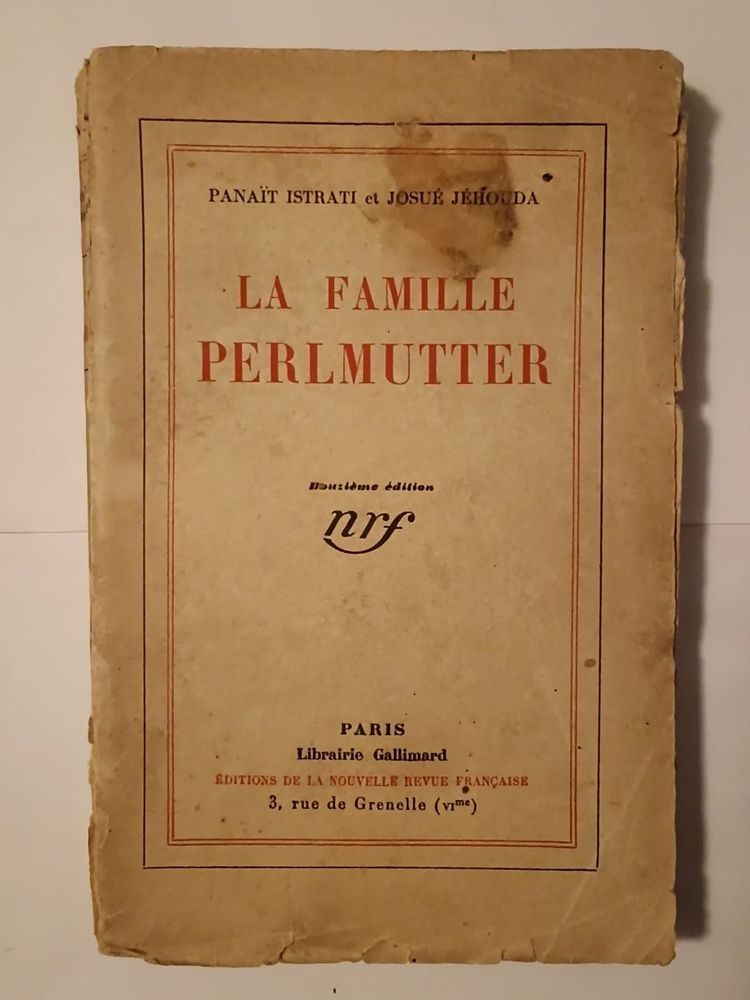 PANAÏT ISTRATI et JOSUÉ JÉHOUDA
LA FAMILLE
PERLMUTTER
Douzième édition
nrf
PARIS
Librairie Gallimard
ÉDITIONS DE LA NOUVELLE REVUE FRANÇAISE
3, rue de Grenelle (VIme)